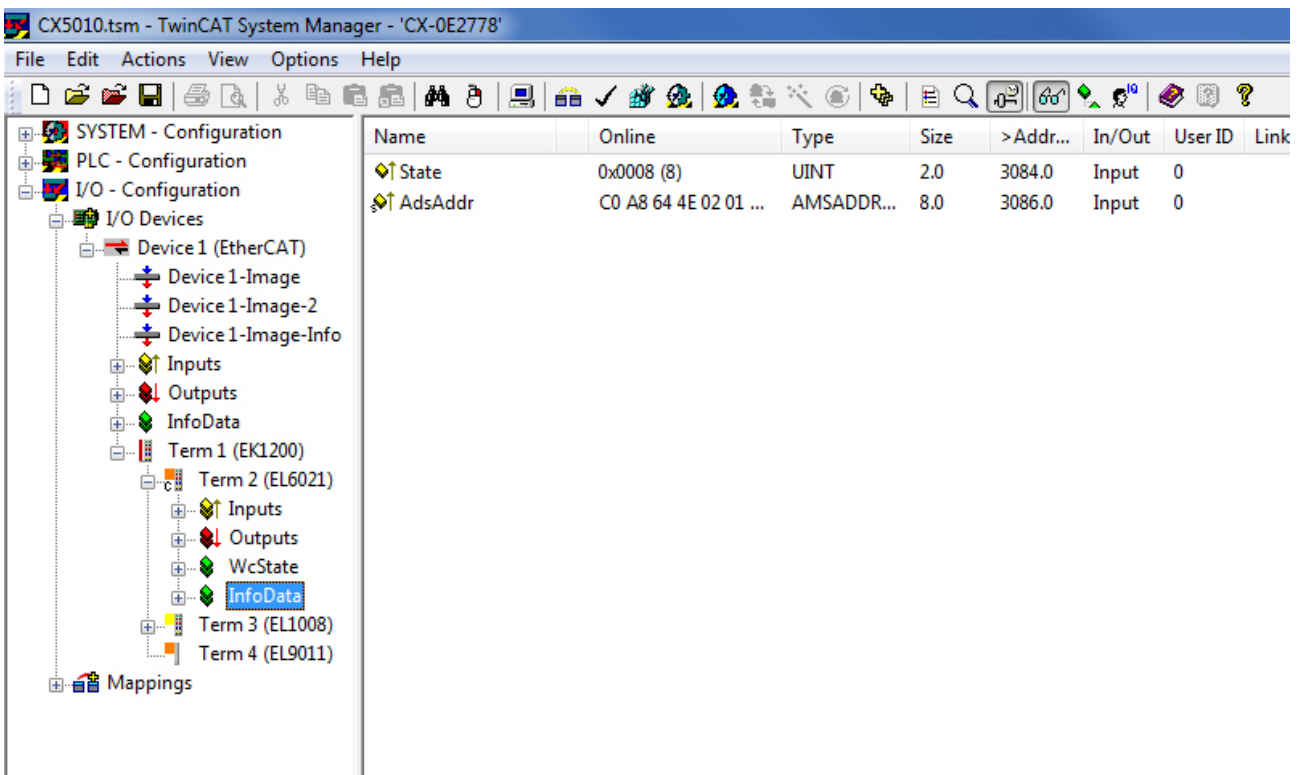 CX5010.tsm - TwinCAT System Manager - 'CX-0E2778'
File Edit Actions View Options Help
SYSTEM - Configuration
PLC - Configuration
I/O - Configuration
I/O Devices
Device 1 (EtherCAT)
Device 1-Image
Device 1-Image-2
Device 1-Image-Info
Inputs
Outputs
InfoData
Term 1 (EK1200)
Term 2 (EL6021)
Inputs
Outputs
WcState
InfoData
Term 3 (EL1008)
Term 4 (EL9011)
Mappings
Name Online Type Size >Addr... In/Out User ID Link
State 0x0008 (8) UINT 2.0 3084.0 Input 0
AdsAddr C0 A8 64 4E 02 01 ... AMSADDR... 8.0 3086.0 Input 0